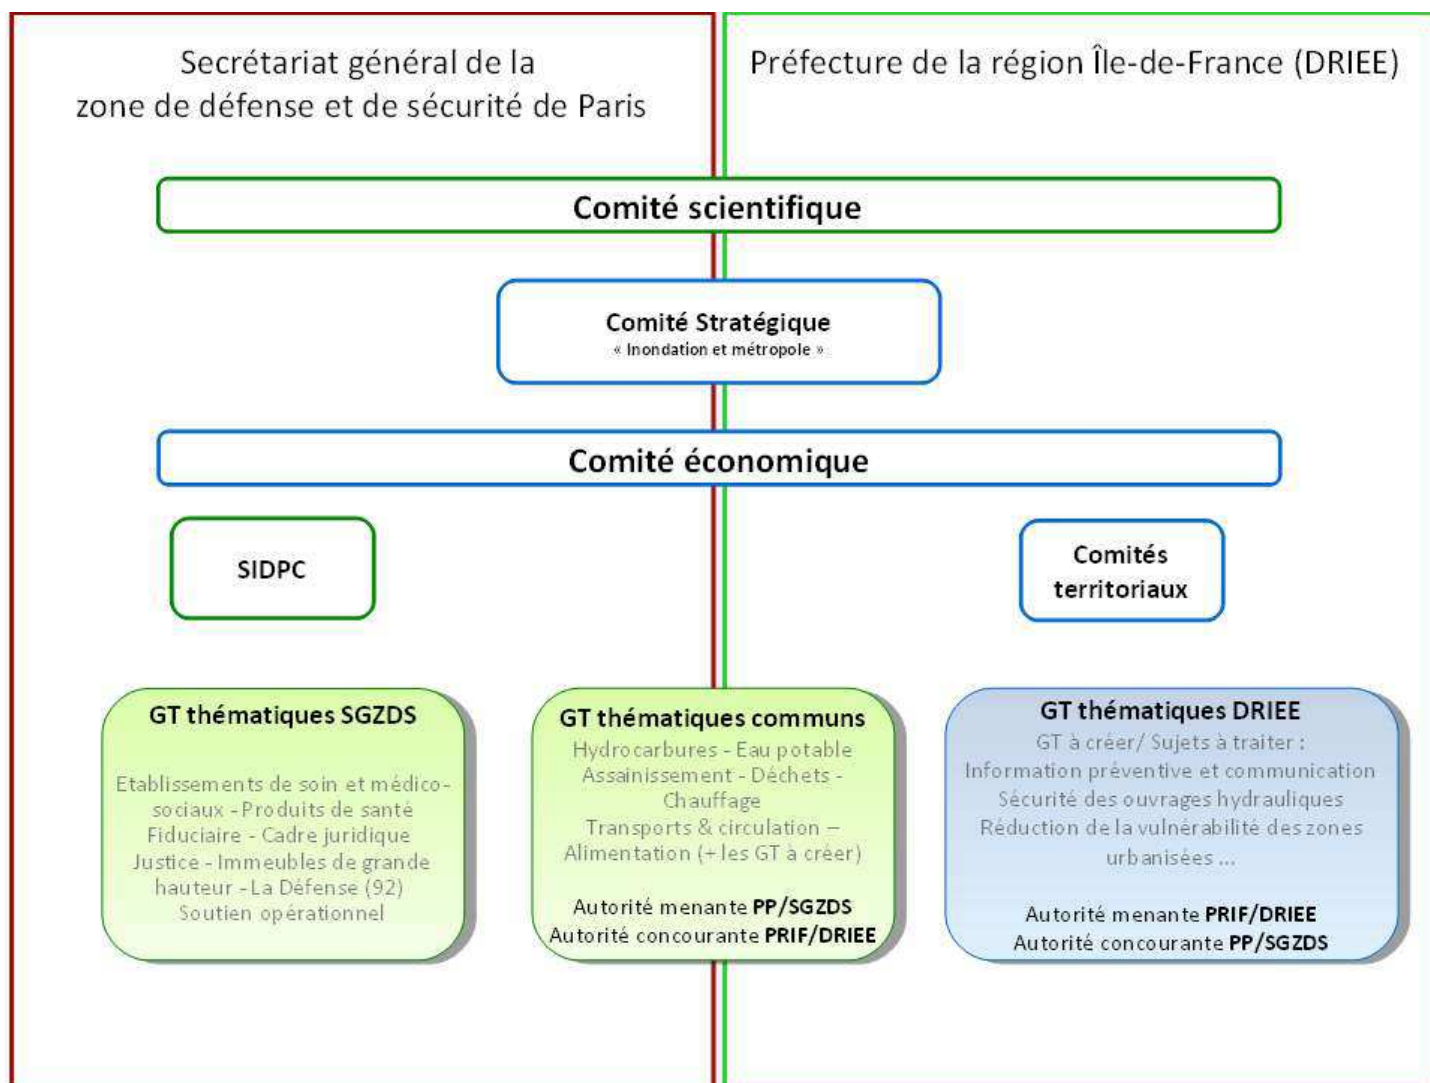 Secrétariat général de la
zone de défense et de sécurité de Paris
Préfecture de la région Île-de-France (DRIEE)
Comité scientifique
Comité Stratégique
« Inondation et métropole »
Comité économique
SIDPC
Comités
territoriaux
GT thématiques SGZDS
Etablissements de soin et médico-
sociaux - Produits de santé
Fiduciaire - Cadre juridique
Justice - Immeubles de grande
hauteur - La Défense (92)
Soutien opérationnel
GT thématiques communs
Hydrocarbures - Eau potable
Assainissement - Déchets -
Chauffage
Transports & circulation –
Alimentation (+ les GT à créer)
Autorité menante PP/SGZDS
Autorité concourante PRIF/DRIEE
GT thématiques DRIEE
GT à créer/ Sujets à traiter :
Information préventive et communication
Sécurité des ouvrages hydrauliques
Réduction de la vulnérabilité des zones
urbanisées ...
Autorité menante PRIF/DRIEE
Autorité concourante PP/SGZDS